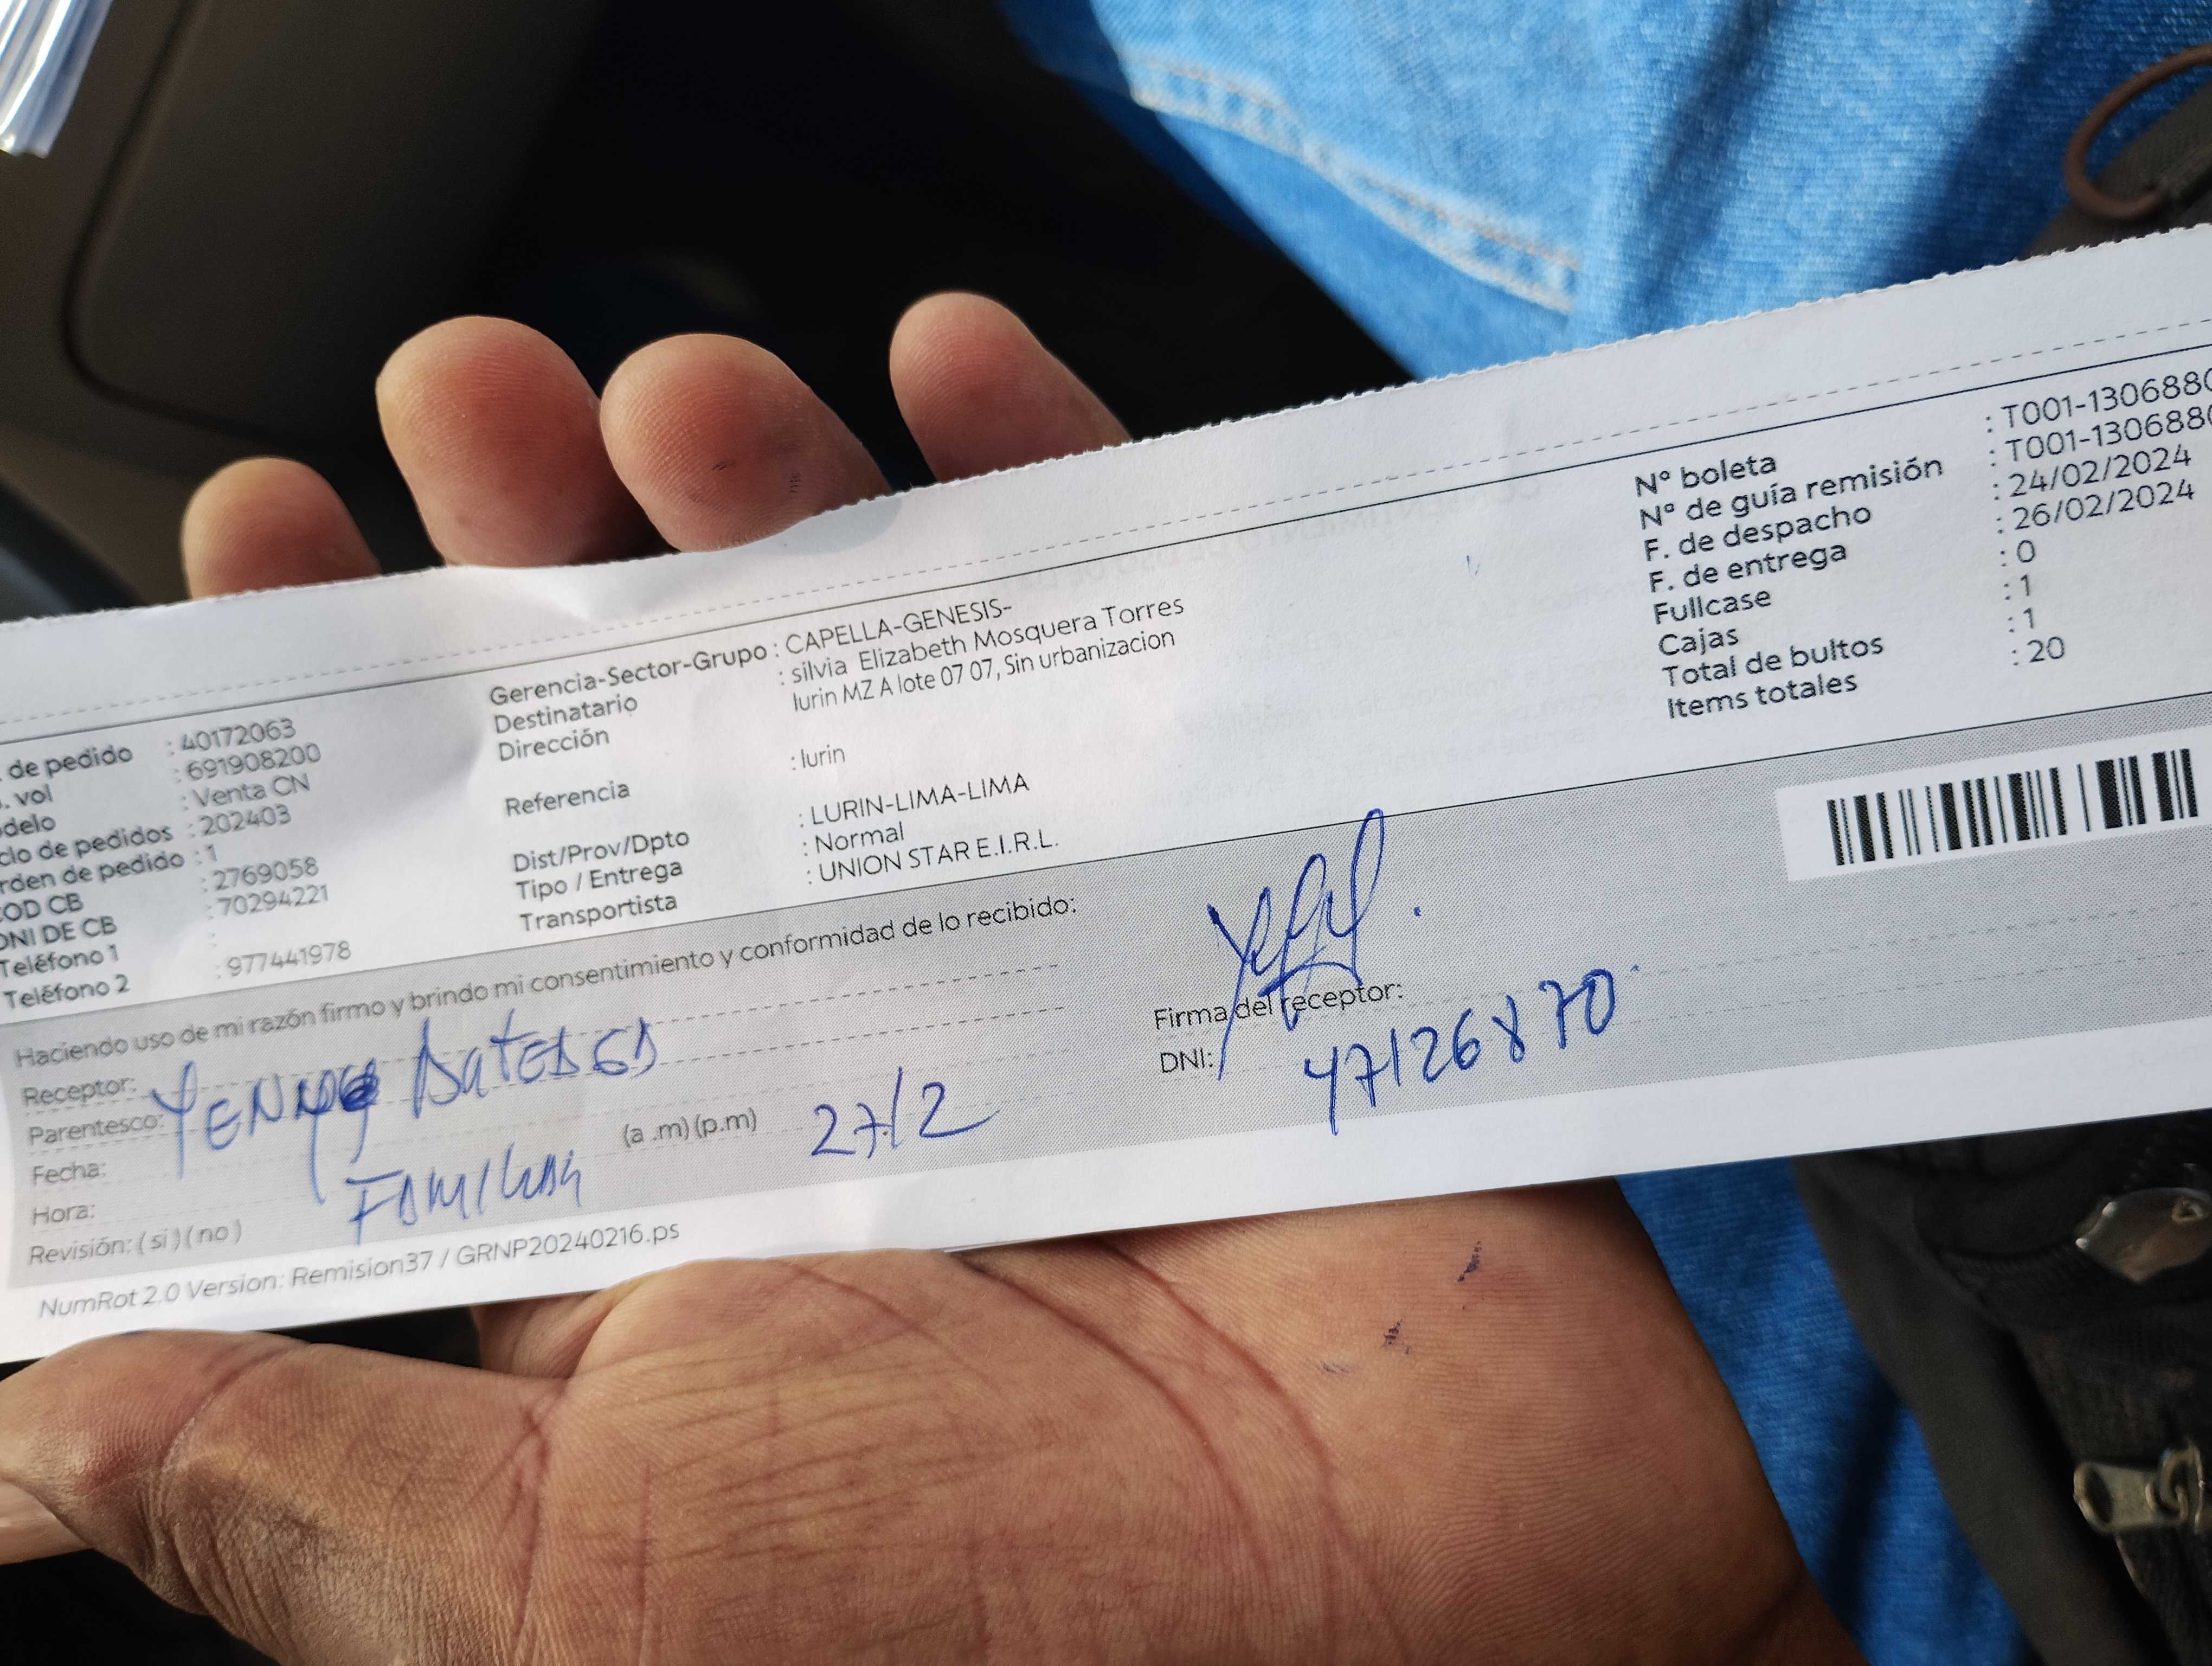 . de pedido : 40172063
. vol : 691908200
delo : Venta CN
clo de pedidos : 202403
rden de pedido : 1
COD CB : 2769058
DNI DE CB : 70294221
Teléfono 1 :
Teléfono 2 : 977441978
Gerencia-Sector-Grupo : CAPELLA-GENESIS-
Destinatario : silvia Elizabeth Mosquera Torres
Dirección lurin MZ A lote 07 07, Sin urbanizacion
Referencia : lurin
Dist/Prov/Dpto : LURIN-LIMA-LIMA
Tipo / Entrega : Normal
Transportista : UNION STAR E.I.R.L.
N° boleta : T001-1306880
N° de guía remisión : T001-1306880
F. de despacho : 24/02/2024
F. de entrega : 26/02/2024
Fullcase : 0
Cajas : 1
Total de bultos : 1
Items totales : 20
Haciendo uso de mi razón firmo y brindo mi consentimiento y conformidad de lo recibido:
Receptor:
Parentesco:
Fecha: FAMILIAR
Hora: (a .m) (p.m) 27/2
Revisión: ( si ) ( no )
Firma del receptor:
DNI: 47126870
NumRot 2.0 Version: Remision37 / GRNP20240216.ps